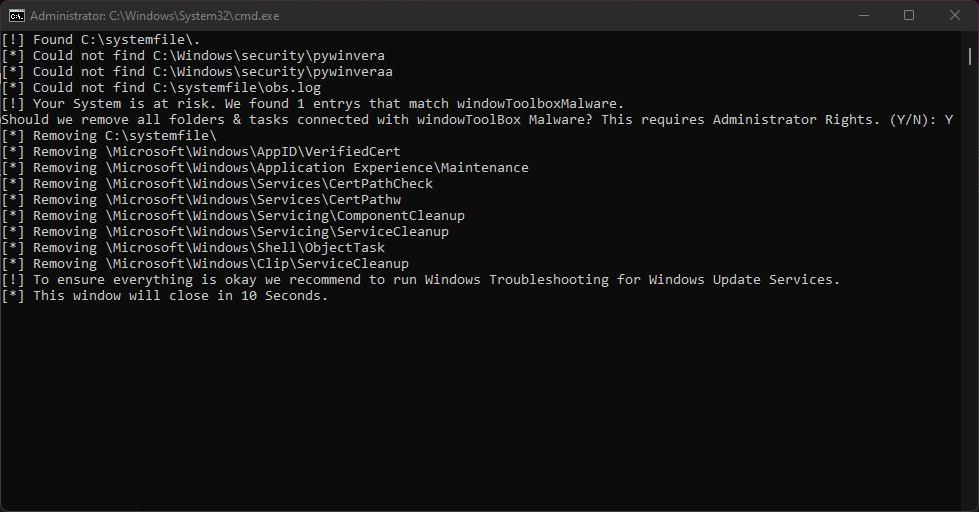 Administrator: C:\Windows\System32\cmd.exe
[!] Found C:\systemfile\.
[*] Could not find C:\Windows\security\pywinvera
[*] Could not find C:\Windows\security\pywinveraa
[*] Could not find C:\systemfile\obs.log
[!] Your System is at risk. We found 1 entrys that match windowToolboxMalware.
Should we remove all folders & tasks connected with windowToolBox Malware? This requires Administrator Rights. (Y/N): Y
[*] Removing C:\systemfile\
[*] Removing \Microsoft\Windows\AppID\VerifiedCert
[*] Removing \Microsoft\Windows\Application Experience\Maintenance
[*] Removing \Microsoft\Windows\Services\CertPathCheck
[*] Removing \Microsoft\Windows\Services\CertPathw
[*] Removing \Microsoft\Windows\Servicing\ComponentCleanup
[*] Removing \Microsoft\Windows\Servicing\ServiceCleanup
[*] Removing \Microsoft\Windows\Shell\ObjectTask
[*] Removing \Microsoft\Windows\Clip\ServiceCleanup
[!] To ensure everything is okay we recommend to run Windows Troubleshooting for Windows Update Services.
[*] This window will close in 10 Seconds.